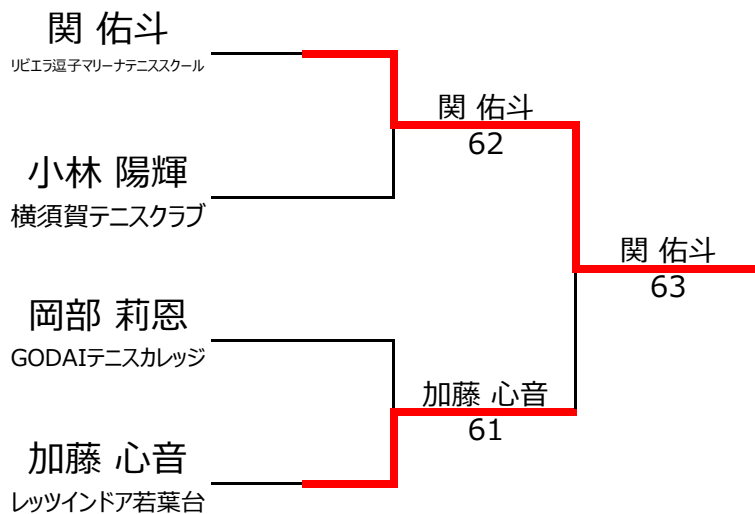 関 佑斗
リビエラ逗子マリーナテニススクール
関 佑斗
62
小林 陽輝
横須賀テニスクラブ
関 佑斗
63
岡部 莉恩
GODAIテニスカレッジ
加藤 心音
61
加藤 心音
レッツインドア若葉台